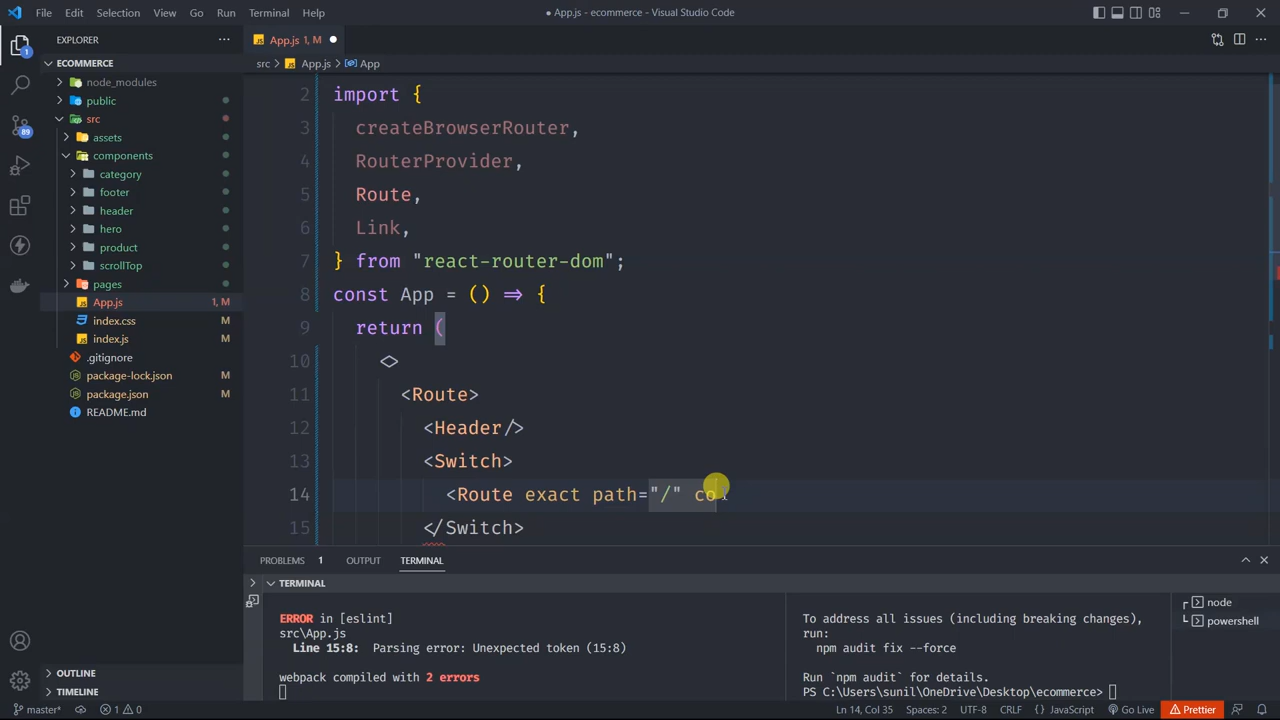 File Edit Selection View Go Run Terminal Help
● App.js - ecommerce - Visual Studio Code
EXPLORER
App.js 1, M
ECOMMERCE
src > App.js > App
node_modules
public
src
assets
components
category
footer
header
hero
product
scrollTop
pages
App.js 1, M
index.css M
index.js M
.gitignore
package-lock.json M
package.json M
README.md
OUTLINE
TIMELINE
2 import {
3 createBrowserRouter,
4 RouterProvider,
5 Route,
6 Link,
7 } from "react-router-dom";
8 const App = () => {
9 return (
10 <>
11 <Route>
12 <Header/>
13 <Switch>
14 <Route exact path="/" co
15 </Switch>
PROBLEMS 1 OUTPUT TERMINAL
TERMINAL
ERROR in [eslint]
src\App.js
Line 15:8: Parsing error: Unexpected token (15:8)
webpack compiled with 2 errors
To address all issues (including breaking changes),
run:
npm audit fix --force
Run `npm audit` for details.
PS C:\Users\sunil\OneDrive\Desktop\ecommerce>
node
powershell
1
89
master* 1 0
Ln 14, Col 35 Spaces: 2 UTF-8 CRLF {} JavaScript Go Live Prettier